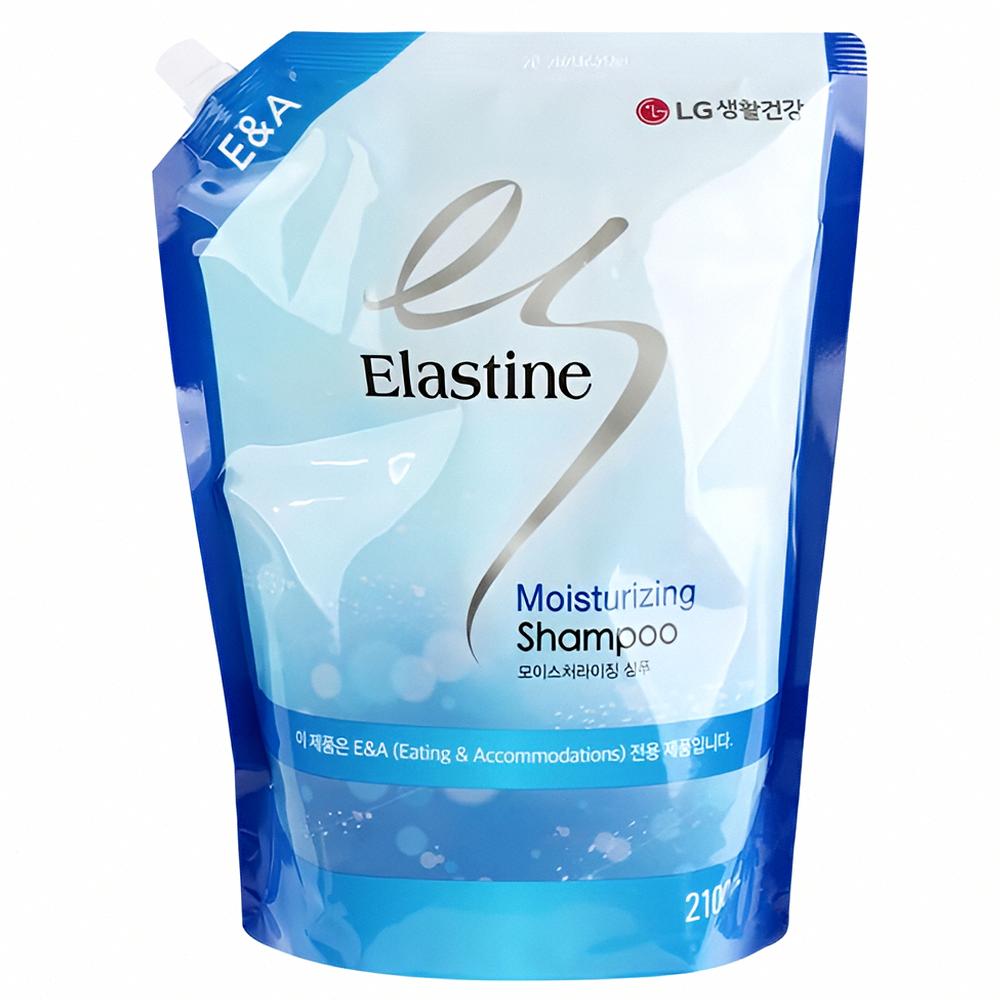 E&A
LG 생활건강
Elastine
Moisturizing
Shampoo
모이스처라이징 샴푸
이 제품은 E&A (Eating & Accommodations) 전용 제품입니다.